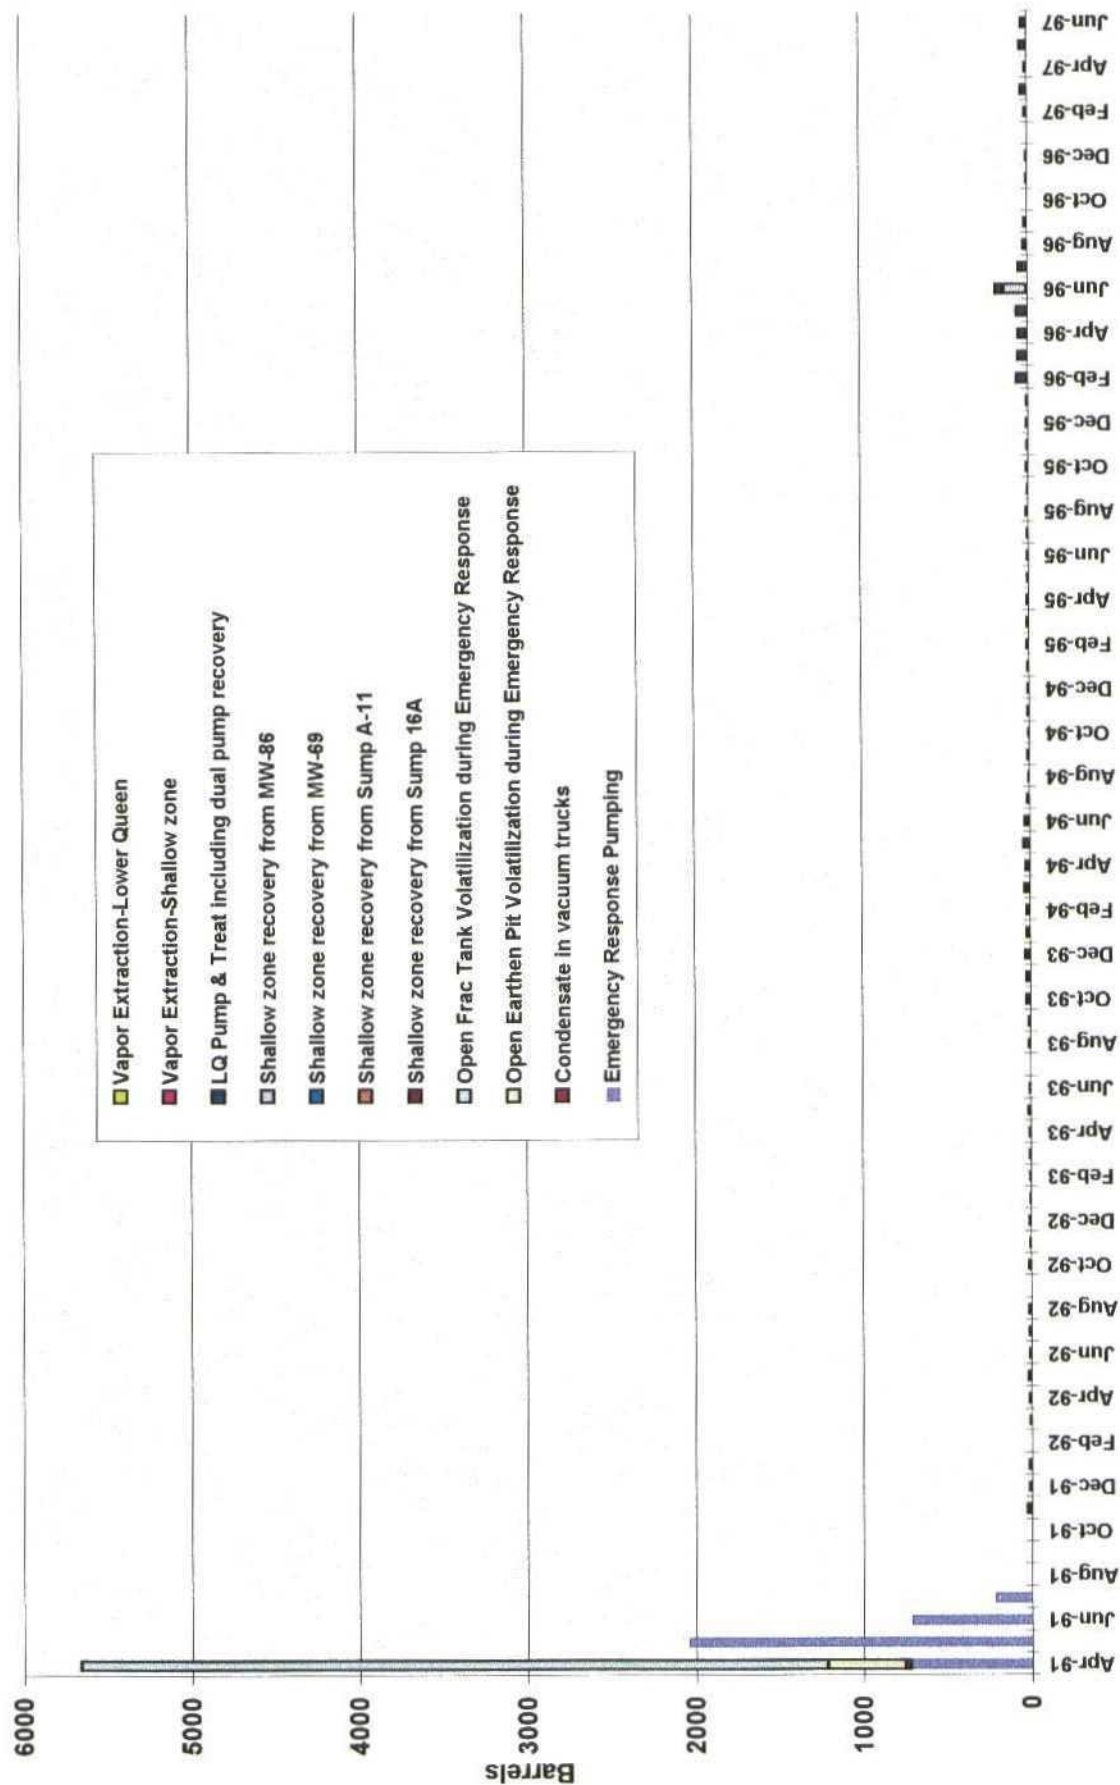 6000
5000
4000
3000
2000
1000
0
Barrels
Vapor Extraction-Lower Queen
Vapor Extraction-Shallow zone
LQ Pump & Treat including dual pump recovery
Shallow zone recovery from MW-86
Shallow zone recovery from MW-69
Shallow zone recovery from Sump A-11
Shallow zone recovery from Sump 16A
Open Frac Tank Volatilization during Emergency Response
Open Earthen Pit Volatilization during Emergency Response
Condensate in vacuum trucks
Emergency Response Pumping
Apr-91
Jun-91
Aug-91
Oct-91
Dec-91
Feb-92
Apr-92
Jun-92
Aug-92
Oct-92
Dec-92
Feb-93
Apr-93
Jun-93
Aug-93
Oct-93
Dec-93
Feb-94
Apr-94
Jun-94
Aug-94
Oct-94
Dec-94
Feb-95
Apr-95
Jun-95
Aug-95
Oct-95
Dec-95
Feb-96
Apr-96
Jun-96
Aug-96
Oct-96
Dec-96
Feb-97
Apr-97
Jun-97